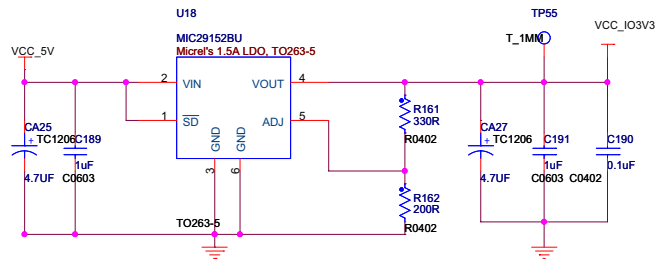 U18
TP55
MIC29152BU
Micrel's 1.5A LDO, TO263-5
T_1MM
VCC_IO3V3
VCC_5V
2
VIN
VOUT
4
1
SD
ADJ
5
GND
GND
3
6
R161
330R
R0402
R162
200R
R0402
CA25
TC1206
4.7UF
C189
1uF
C0603
CA27
TC1206
4.7UF
C191
1uF
C0603
C190
0.1uF
C0402
TO263-5